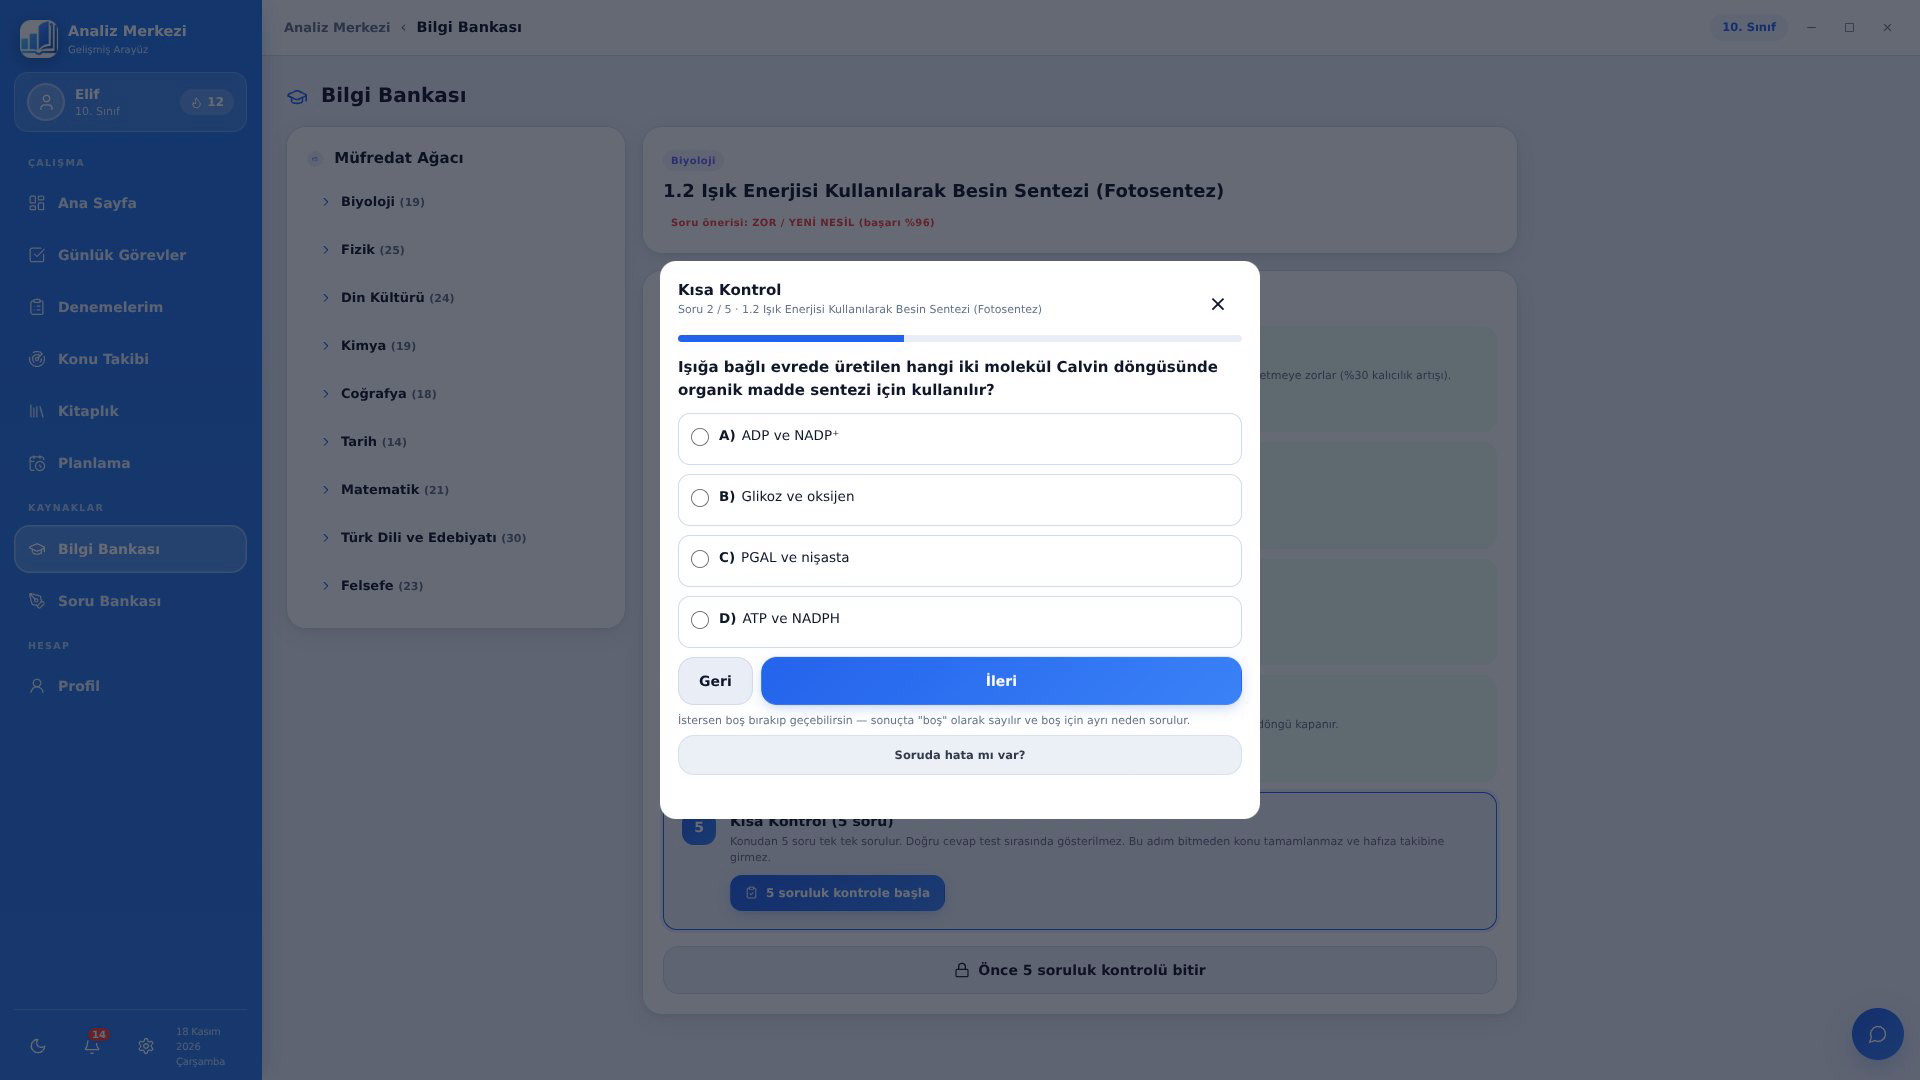 Analiz Merkezi
Gelişmiş Arayüz
Elif
10. Sınıf
12
ÇALIŞMA
Ana Sayfa
Günlük Görevler
Denemelerim
Konu Takibi
Kitaplık
Planlama
KAYNAKLAR
Bilgi Bankası
Soru Bankası
HESAP
Profil
14
18 Kasım
2026
Çarşamba
Analiz Merkezi ‹ Bilgi Bankası
10. Sınıf
Bilgi Bankası
Müfredat Ağacı
Biyoloji (19)
Fizik (25)
Din Kültürü (24)
Kimya (19)
Coğrafya (18)
Tarih (14)
Matematik (21)
Türk Dili ve Edebiyatı (30)
Felsefe (23)
Biyoloji
1.2 Işık Enerjisi Kullanılarak Besin Sentezi (Fotosentez)
Soru önerisi: ZOR / YENİ NESİL (başarı %96)
etmeye zorlar (%30 kalıcılık artışı).
döngü kapanır.
Kısa Kontrol
Soru 2 / 5 · 1.2 Işık Enerjisi Kullanılarak Besin Sentezi (Fotosentez)
Işığa bağlı evrede üretilen hangi iki molekül Calvin döngüsünde
organik madde sentezi için kullanılır?
A) ADP ve NADP⁺
B) Glikoz ve oksijen
C) PGAL ve nişasta
D) ATP ve NADPH
Geri
İleri
İstersen boş bırakıp geçebilirsin — sonuçta "boş" olarak sayılır ve boş için ayrı neden sorulur.
Soruda hata mı var?
5
Kısa Kontrol (5 soru)
Konudan 5 soru tek tek sorulur. Doğru cevap test sırasında gösterilmez. Bu adım bitmeden konu tamamlanmaz ve hafıza takibine
girmez.
5 soruluk kontrole başla
Önce 5 soruluk kontrolü bitir